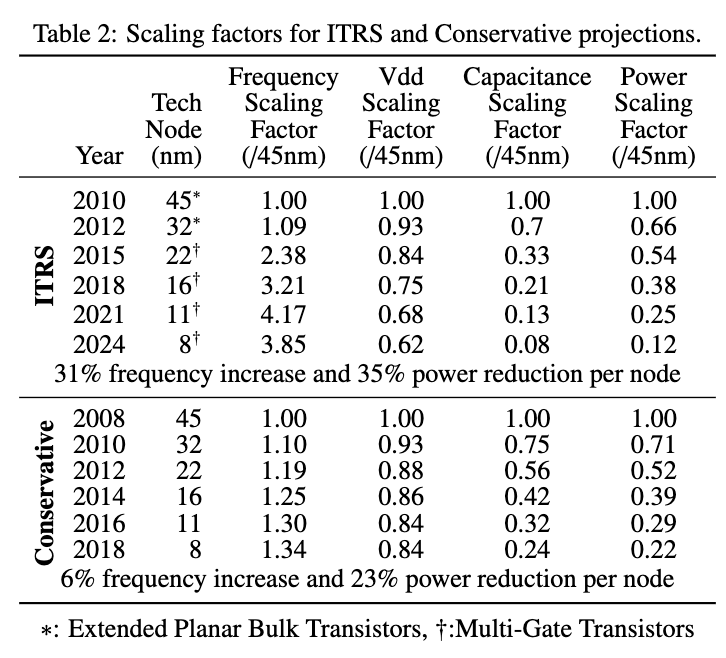 Table 2: Scaling factors for ITRS and Conservative projections.
Year Tech Node (nm) Frequency Scaling Factor (/45nm) Vdd Scaling Factor (/45nm) Capacitance Scaling Factor (/45nm) Power Scaling Factor (/45nm)
ITRS
2010 45* 1.00 1.00 1.00 1.00
2012 32* 1.09 0.93 0.7 0.66
2015 22† 2.38 0.84 0.33 0.54
2018 16† 3.21 0.75 0.21 0.38
2021 11† 4.17 0.68 0.13 0.25
2024 8† 3.85 0.62 0.08 0.12
31% frequency increase and 35% power reduction per node
Conservative
2008 45 1.00 1.00 1.00 1.00
2010 32 1.10 0.93 0.75 0.71
2012 22 1.19 0.88 0.56 0.52
2014 16 1.25 0.86 0.42 0.39
2016 11 1.30 0.84 0.32 0.29
2018 8 1.34 0.84 0.24 0.22
6% frequency increase and 23% power reduction per node
*: Extended Planar Bulk Transistors, †:Multi-Gate Transistors